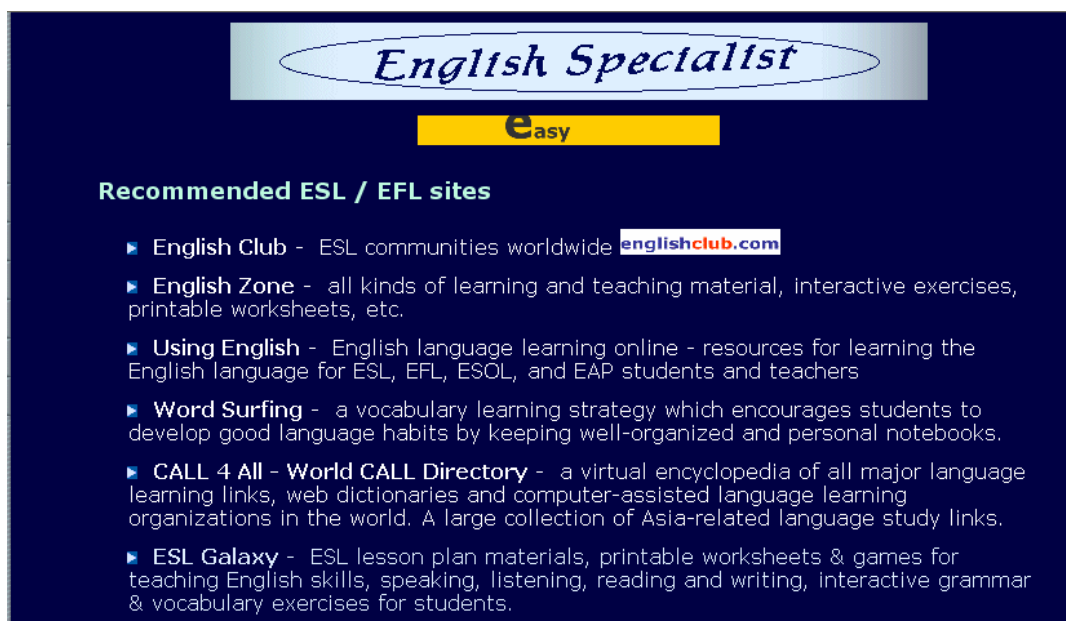 English Specialist
easy
Recommended ESL / EFL sites
English Club - ESL communities worldwide englishclub.com
English Zone - all kinds of learning and teaching material, interactive exercises,
printable worksheets, etc.
Using English - English language learning online - resources for learning the
English language for ESL, EFL, ESOL, and EAP students and teachers
Word Surfing - a vocabulary learning strategy which encourages students to
develop good language habits by keeping well-organized and personal notebooks.
CALL 4 All - World CALL Directory - a virtual encyclopedia of all major language
learning links, web dictionaries and computer-assisted language learning
organizations in the world. A large collection of Asia-related language study links.
ESL Galaxy - ESL lesson plan materials, printable worksheets & games for
teaching English skills, speaking, listening, reading and writing, interactive grammar
& vocabulary exercises for students.